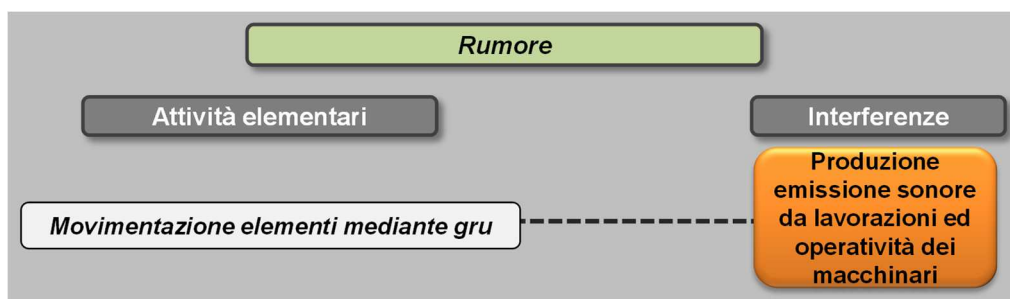 Rumore
Attività elementari
Interferenze
Movimentazione elementi mediante gru
Produzione
emissione sonore
da lavorazioni ed
operatività dei
macchinari